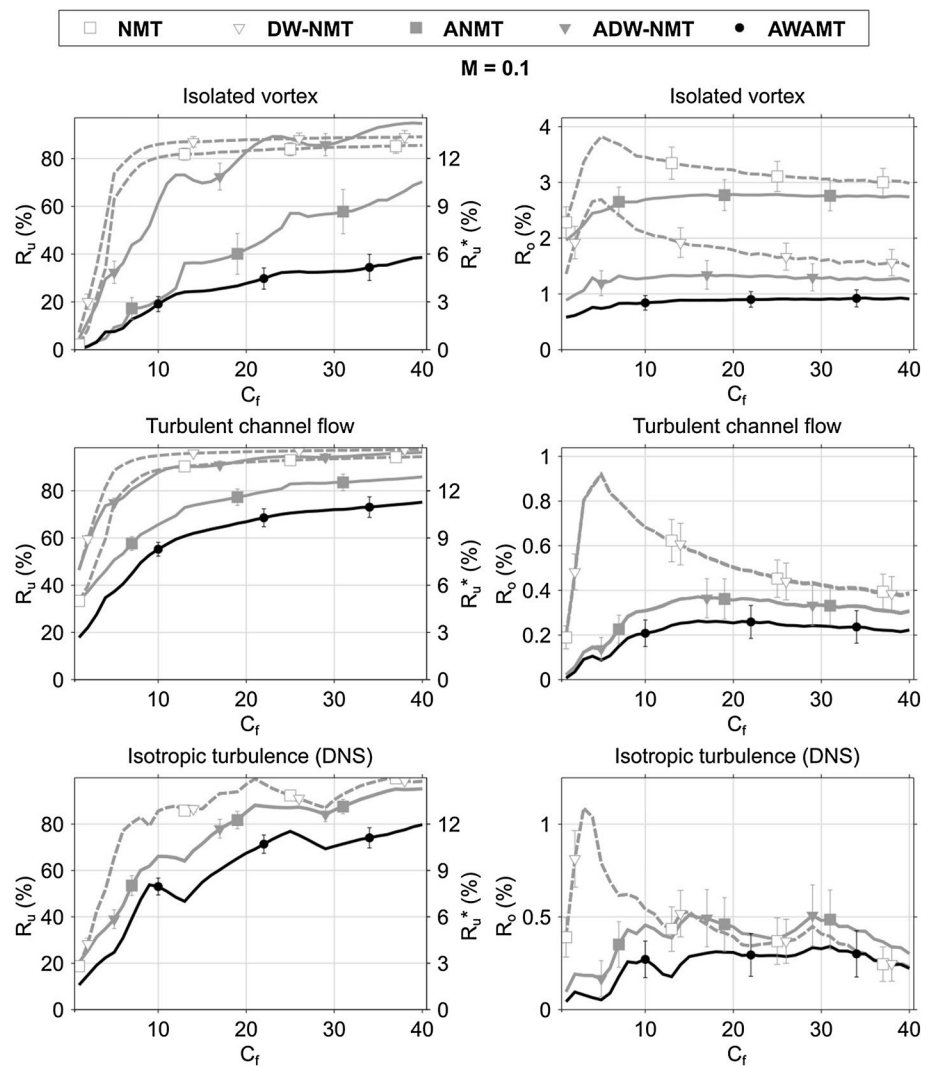 NMT DW-NMT ANMT ADW-NMT AWAMT
M = 0.1
Isolated vortex
80
60
40
20
0
R_u (%)
12
9
6
3
0
R_u* (%)
10 20 30 40
C_f
Isolated vortex
4
3
2
1
0
R_o (%)
10 20 30 40
C_f
Turbulent channel flow
80
60
40
20
0
R_u (%)
12
9
6
3
0
R_u* (%)
10 20 30 40
C_f
Turbulent channel flow
1
0.8
0.6
0.4
0.2
0
R_o (%)
10 20 30 40
C_f
Isotropic turbulence (DNS)
80
60
40
20
0
R_u (%)
12
9
6
3
0
R_u* (%)
10 20 30 40
C_f
Isotropic turbulence (DNS)
1
0.5
0
R_o (%)
10 20 30 40
C_f